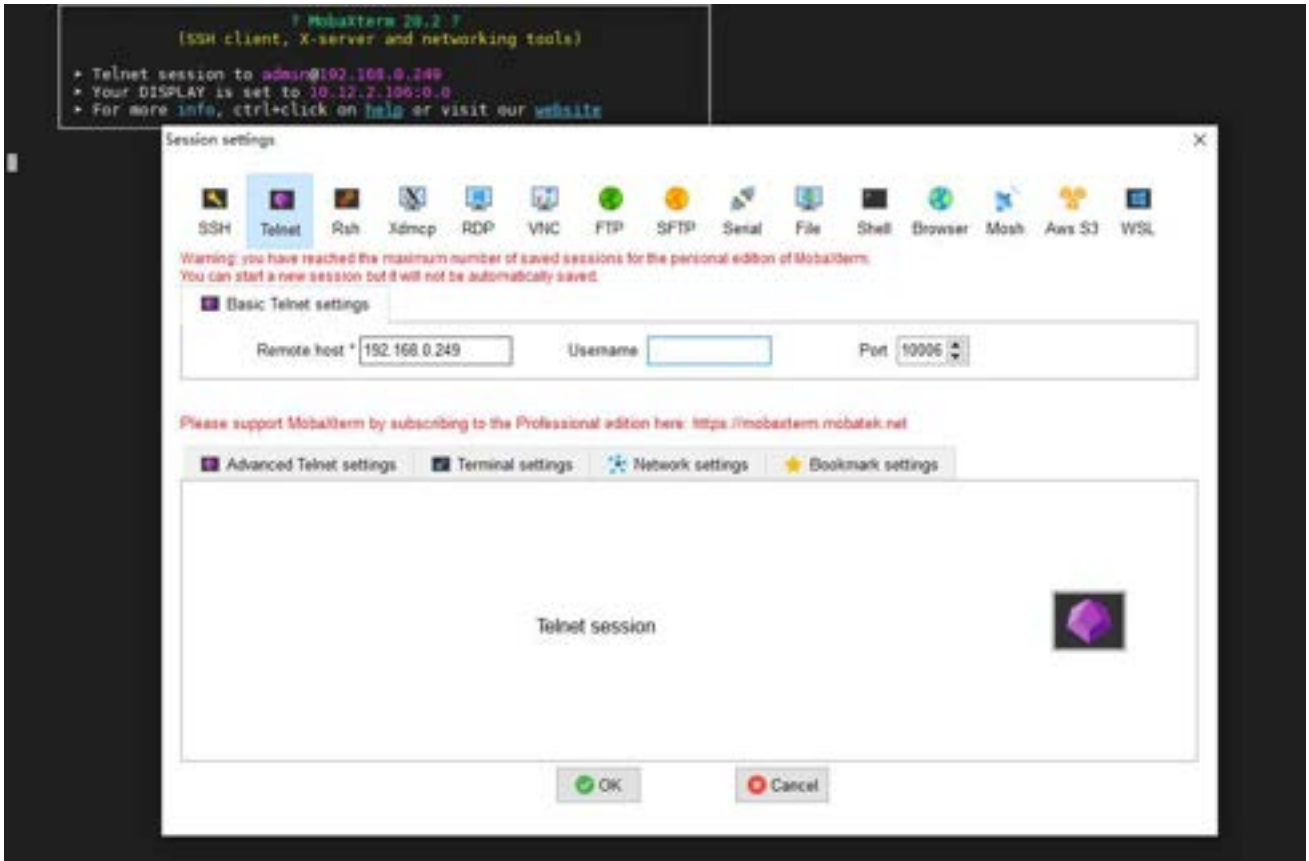 ? MobaXterm 20.2 ?
(SSH client, X-server and networking tools)
▸ Telnet session to admin@192.168.0.249
▸ Your DISPLAY is set to 10.12.2.106:0.0
▸ For more info, ctrl+click on help or visit our website
Session settings
SSH Telnet Rsh Xdmcp RDP VNC FTP SFTP Serial File Shell Browser Mosh Aws S3 WSL
Warning: you have reached the maximum number of saved sessions for the personal edition of MobaXterm.
You can start a new session but it will not be automatically saved.
Basic Telnet settings
Remote host * 192.168.0.249 Username Port 10006
Please support MobaXterm by subscribing to the Professional edition here: https://mobaxterm.mobatek.net
Advanced Telnet settings Terminal settings Network settings Bookmark settings
Telnet session
OK Cancel